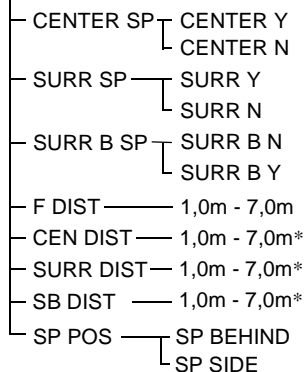 CENTER SP CENTER Y
CENTER N
SURR SP SURR Y
SURR N
SURR B SP SURR B N
SURR B Y
F DIST 1,0m - 7,0m
CEN DIST 1,0m - 7,0m*
SURR DIST 1,0m - 7,0m*
SB DIST 1,0m - 7,0m*
SP POS SP BEHIND
SP SIDE